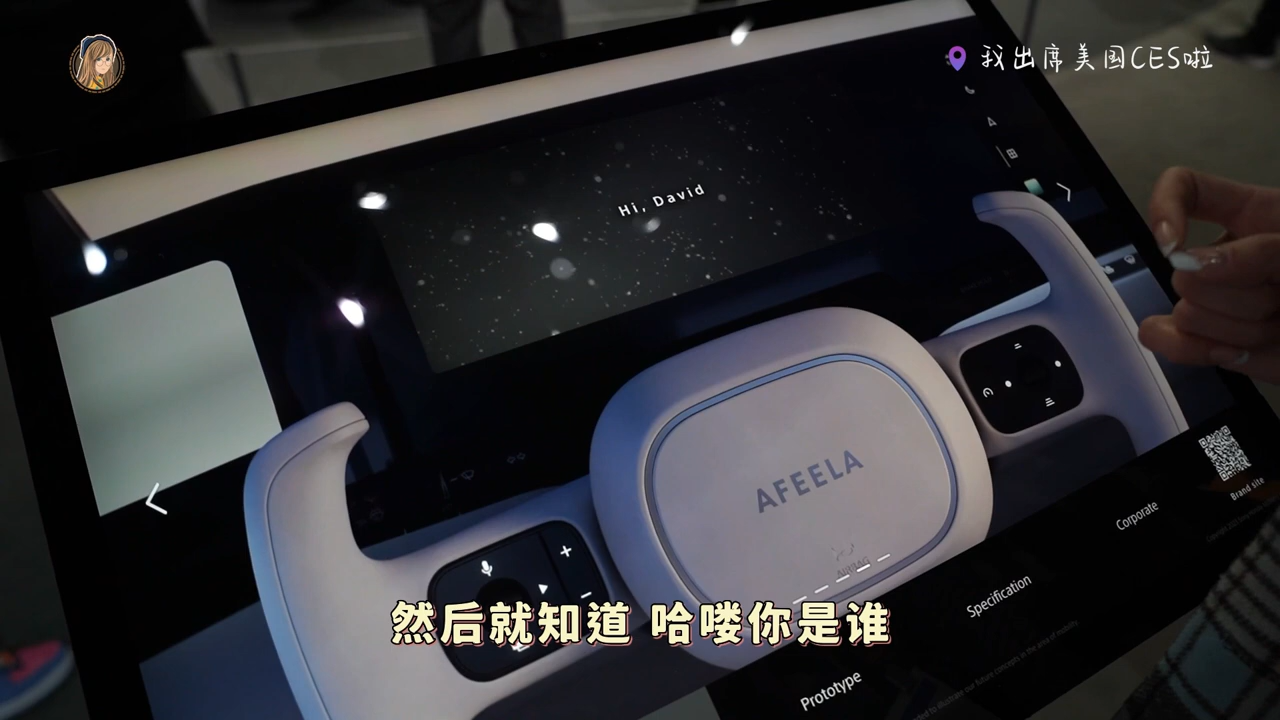 我出席美国CES啦
Hi, David
AFEELA
AIRBAG
Brand site
Corporate
Specification
Prototype
然后就知道 哈喽你是谁